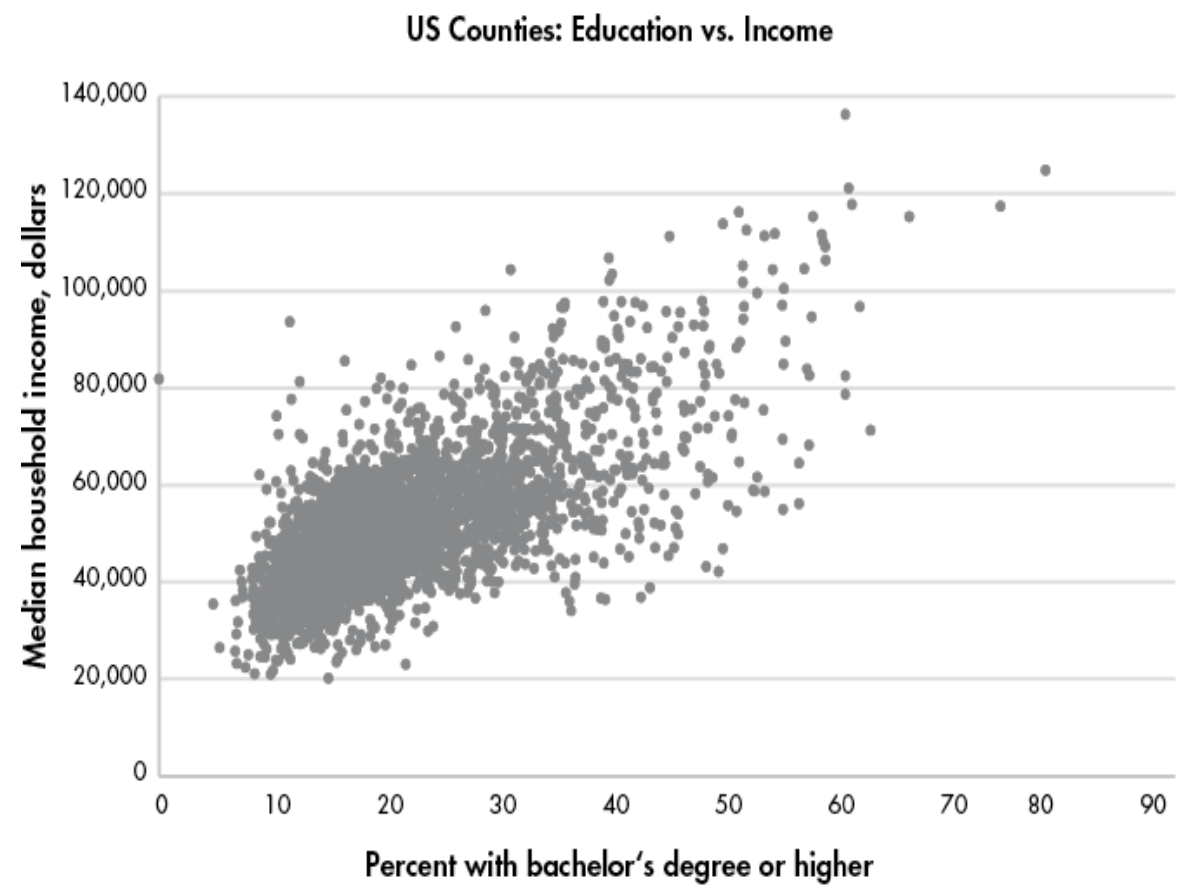 US Counties: Education vs. Income
140,000
120,000
100,000
80,000
60,000
40,000
20,000
0
Median household income, dollars
0 10 20 30 40 50 60 70 80 90
Percent with bachelor‘s degree or higher